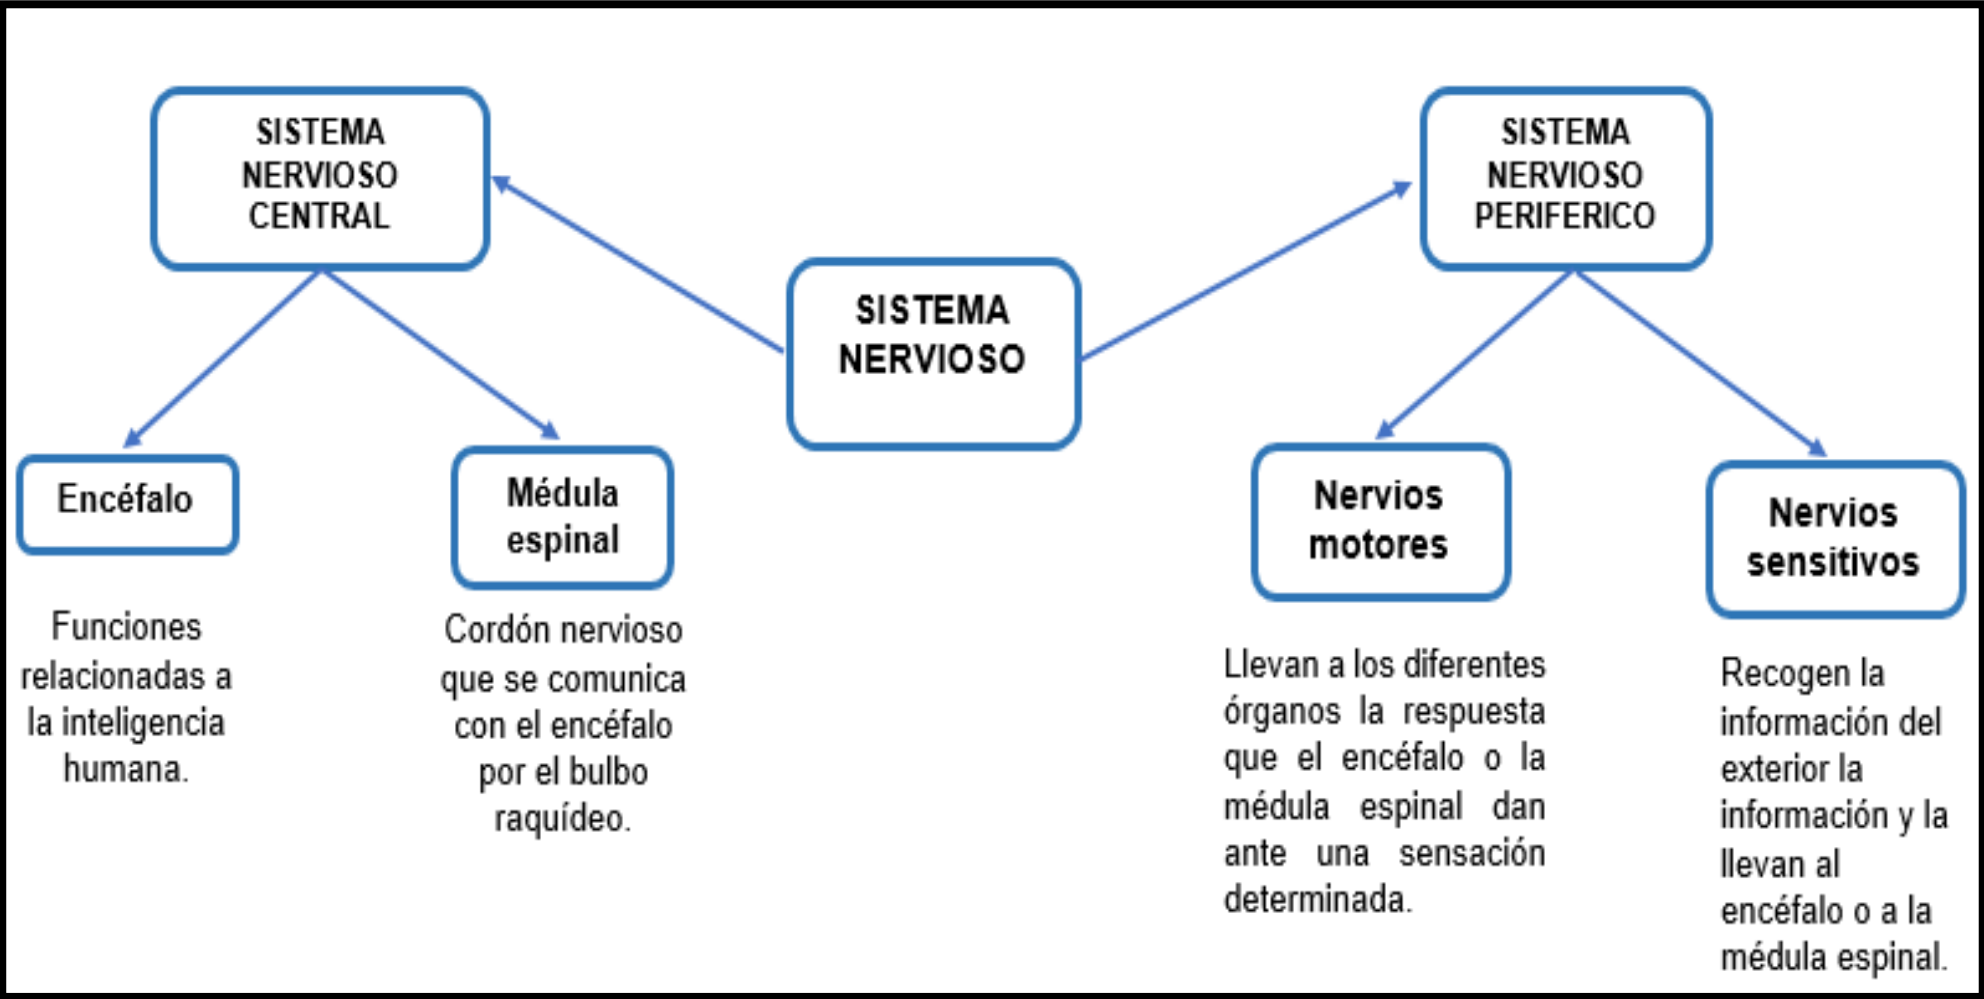 SISTEMA
NERVIOSO
CENTRAL
SISTEMA
NERVIOSO
PERIFERICO
SISTEMA
NERVIOSO
Encéfalo
Médula
espinal
Nervios
motores
Nervios
sensitivos
Funciones
relacionadas a
la inteligencia
humana.
Cordón nervioso
que se comunica
con el encéfalo
por el bulbo
raquídeo.
Llevan a los diferentes
órganos la respuesta
que el encéfalo o la
médula espinal dan
ante una sensación
determinada.
Recogen la
información del
exterior la
información y la
llevan al
encéfalo o a la
médula espinal.